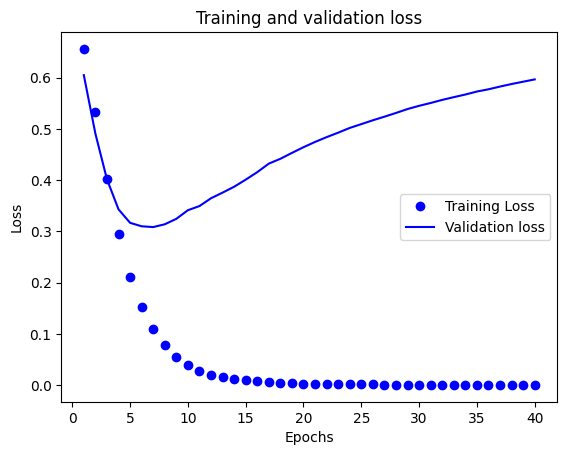 Training and validation loss
Loss
0.6
0.5
0.4
0.3
0.2
0.1
0.0
Training Loss
Validation loss
0 5 10 15 20 25 30 35 40
Epochs